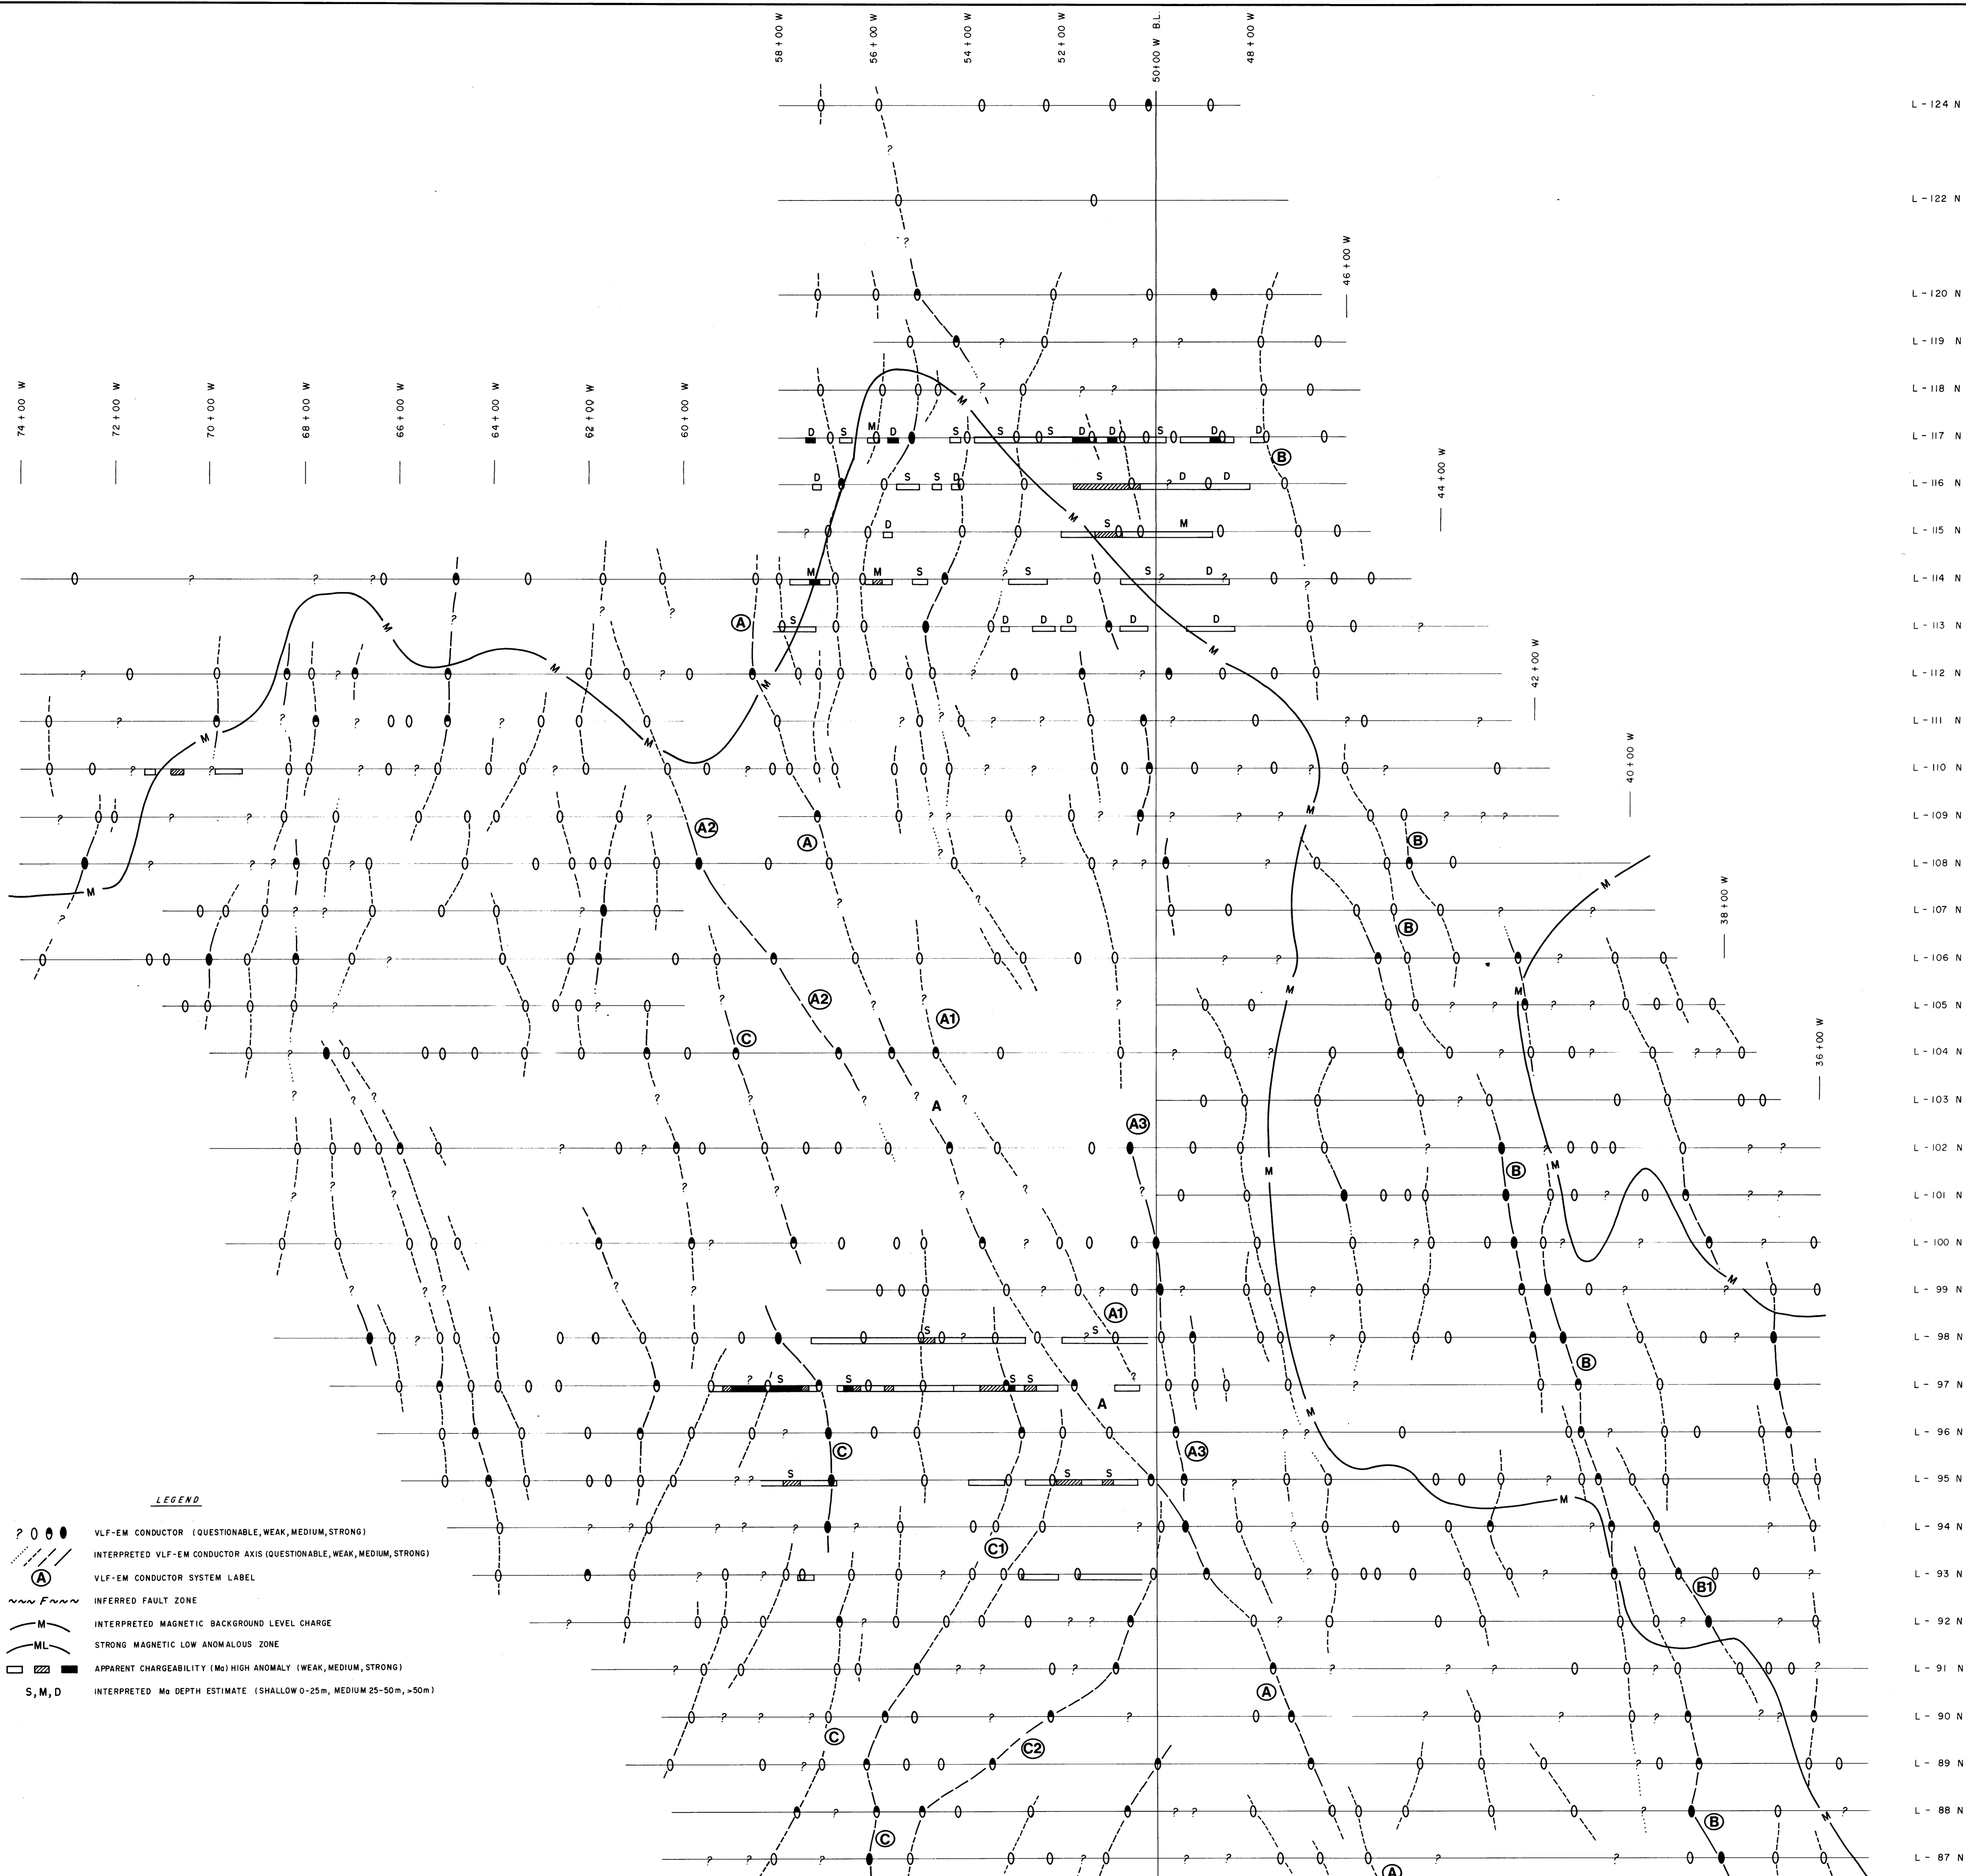 58+00 W
56+00 W
54+00 W
52+00 W
50+00 W B.L.
48+00 W
L - 124 N
?
L - 122 N
?
46+00 W
L - 120 N
? ? ?
L - 119 N
74+00 W
72+00 W
70+00 W
68+00 W
66+00 W
64+00 W
62+00 W
60+00 W
? ? ?
L - 118 N
M
D S M D S S S D D S D D
L - 117 N
B
44+00 W
D S S D S ? D D
L - 116 N
M
? D S M
L - 115 N
? ? ? M M S ? S S ? D ?
L - 114 N
? ? ?
A S D D D D D ?
L - 113 N
M
M
M
42+00 W
? ? ? ? ?
L - 112 N
M
? ? ? ? ? ? ? ? ? ? ? ?
L - 111 N
M
M
40+00 W
? ? ? ? ? ? ? ? ? ? ?
L - 110 N
M
? ? ? ? ? ? ? ? ? ? ? ? ?
L - 109 N
A2
A
B
? ? ? ? ? ? ? ? ?
L - 108 N
M
M
38+00 W
? ? ? ? ? ? ?
L - 107 N
B
? ? ? ?
L - 106 N
M
M
A2
? ? ? ? ? ? ? ?
L - 105 N
A1
C
36+00 W
? ? ? ? ? ? ?
L - 104 N
? ? ? ? ? ? ?
A
L - 103 N
A3
? ? ? ? ? ?
L - 102 N
M
M
B
? ? ? ? ? ? ? ? ? ?
L - 101 N
? ? ? ? ? ?
L - 100 N
M
? ? ? ? ? ? ? ? ?
L - 99 N
A1
? S ? S ? ? ?
L - 98 N
B
? S S S S ? ?
L - 97 N
A
M
? ? ? ?
L - 96 N
C
A3
? ? S S S ? ?
L - 95 N
M
LEGEND
? VLF-EM CONDUCTOR (QUESTIONABLE, WEAK, MEDIUM, STRONG)
? ? ? ? ? ? ? ? ?
L - 94 N
INTERPRETED VLF-EM CONDUCTOR AXIS (QUESTIONABLE, WEAK, MEDIUM, STRONG)
C1
A VLF-EM CONDUCTOR SYSTEM LABEL
? ? ? ? ? ?
L - 93 N
B1
F INFERRED FAULT ZONE
M INTERPRETED MAGNETIC BACKGROUND LEVEL CHARGE
? ? ? ? ? ? ?
L - 92 N
ML STRONG MAGNETIC LOW ANOMALOUS ZONE
APPARENT CHARGEABILITY (Ma) HIGH ANOMALY (WEAK, MEDIUM, STRONG)
? ? ? ? ? ? ? ? ?
L - 91 N
S, M, D INTERPRETED Ma DEPTH ESTIMATE (SHALLOW 0-25m, MEDIUM 25-50m, >50m)
A
? ? ? ? ? ? ? ? ? ?
L - 90 N
C
C2
? ?
L - 89 N
? ? ? ? ?
L - 88 N
M
B
C
? ? ? ? ? ? ?
L - 87 N
A